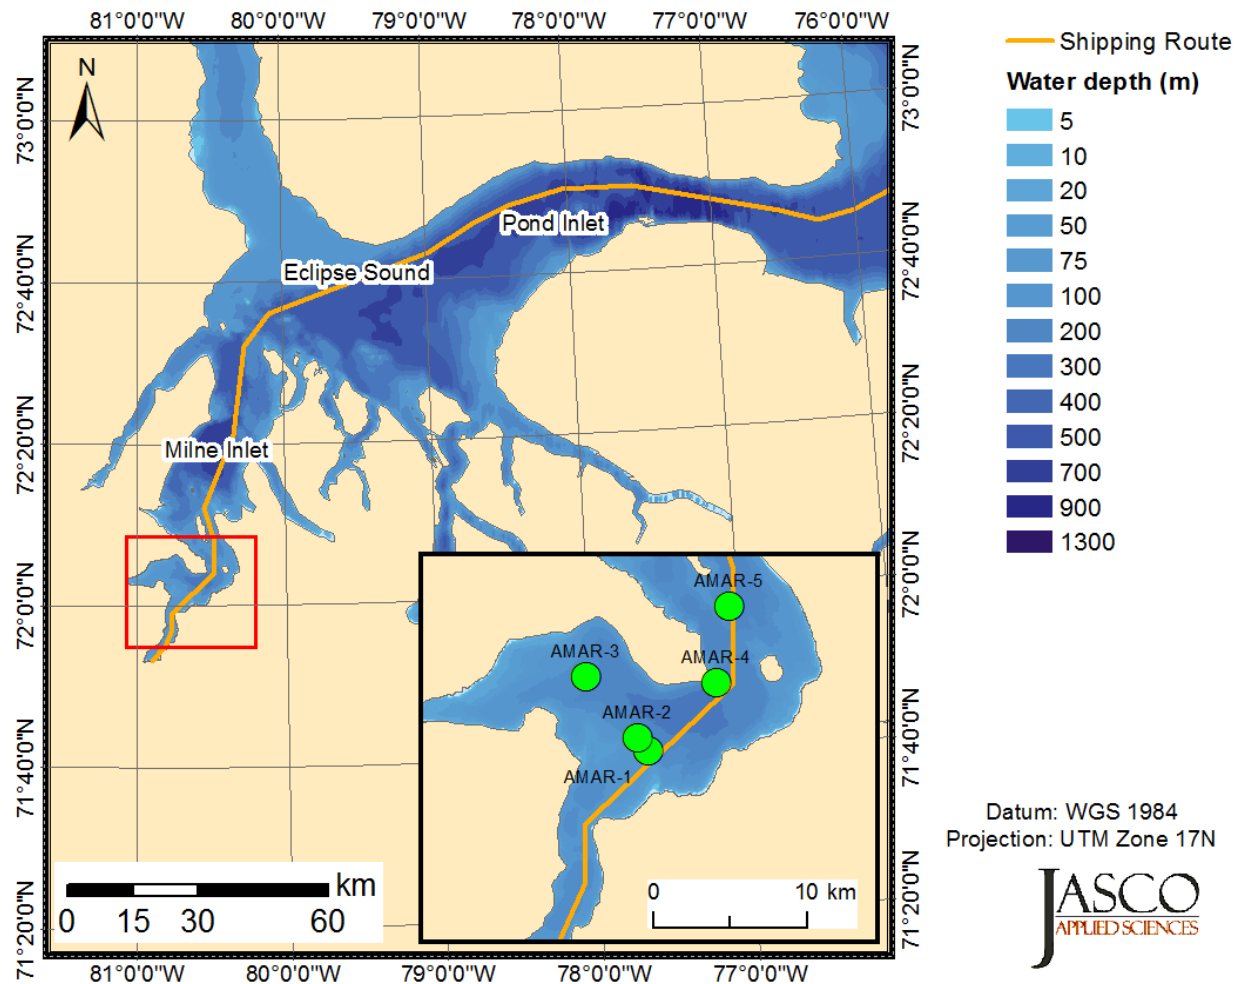 81°0'0"W
80°0'0"W
79°0'0"W
78°0'0"W
77°0'0"W
76°0'0"W
N
73°0'0"N
72°40'0"N
72°20'0"N
72°0'0"N
71°40'0"N
71°20'0"N
Pond Inlet
Eclipse Sound
Milne Inlet
AMAR-5
AMAR-3
AMAR-4
AMAR-2
AMAR-1
0 10 km
km
0 15 30 60
73°0'0"N
72°40'0"N
72°20'0"N
72°0'0"N
71°40'0"N
71°20'0"N
81°0'0"W
80°0'0"W
79°0'0"W
78°0'0"W
77°0'0"W
Shipping Route
Water depth (m)
5
10
20
50
75
100
200
300
400
500
700
900
1300
Datum: WGS 1984
Projection: UTM Zone 17N
JASCO
APPLIED SCIENCES